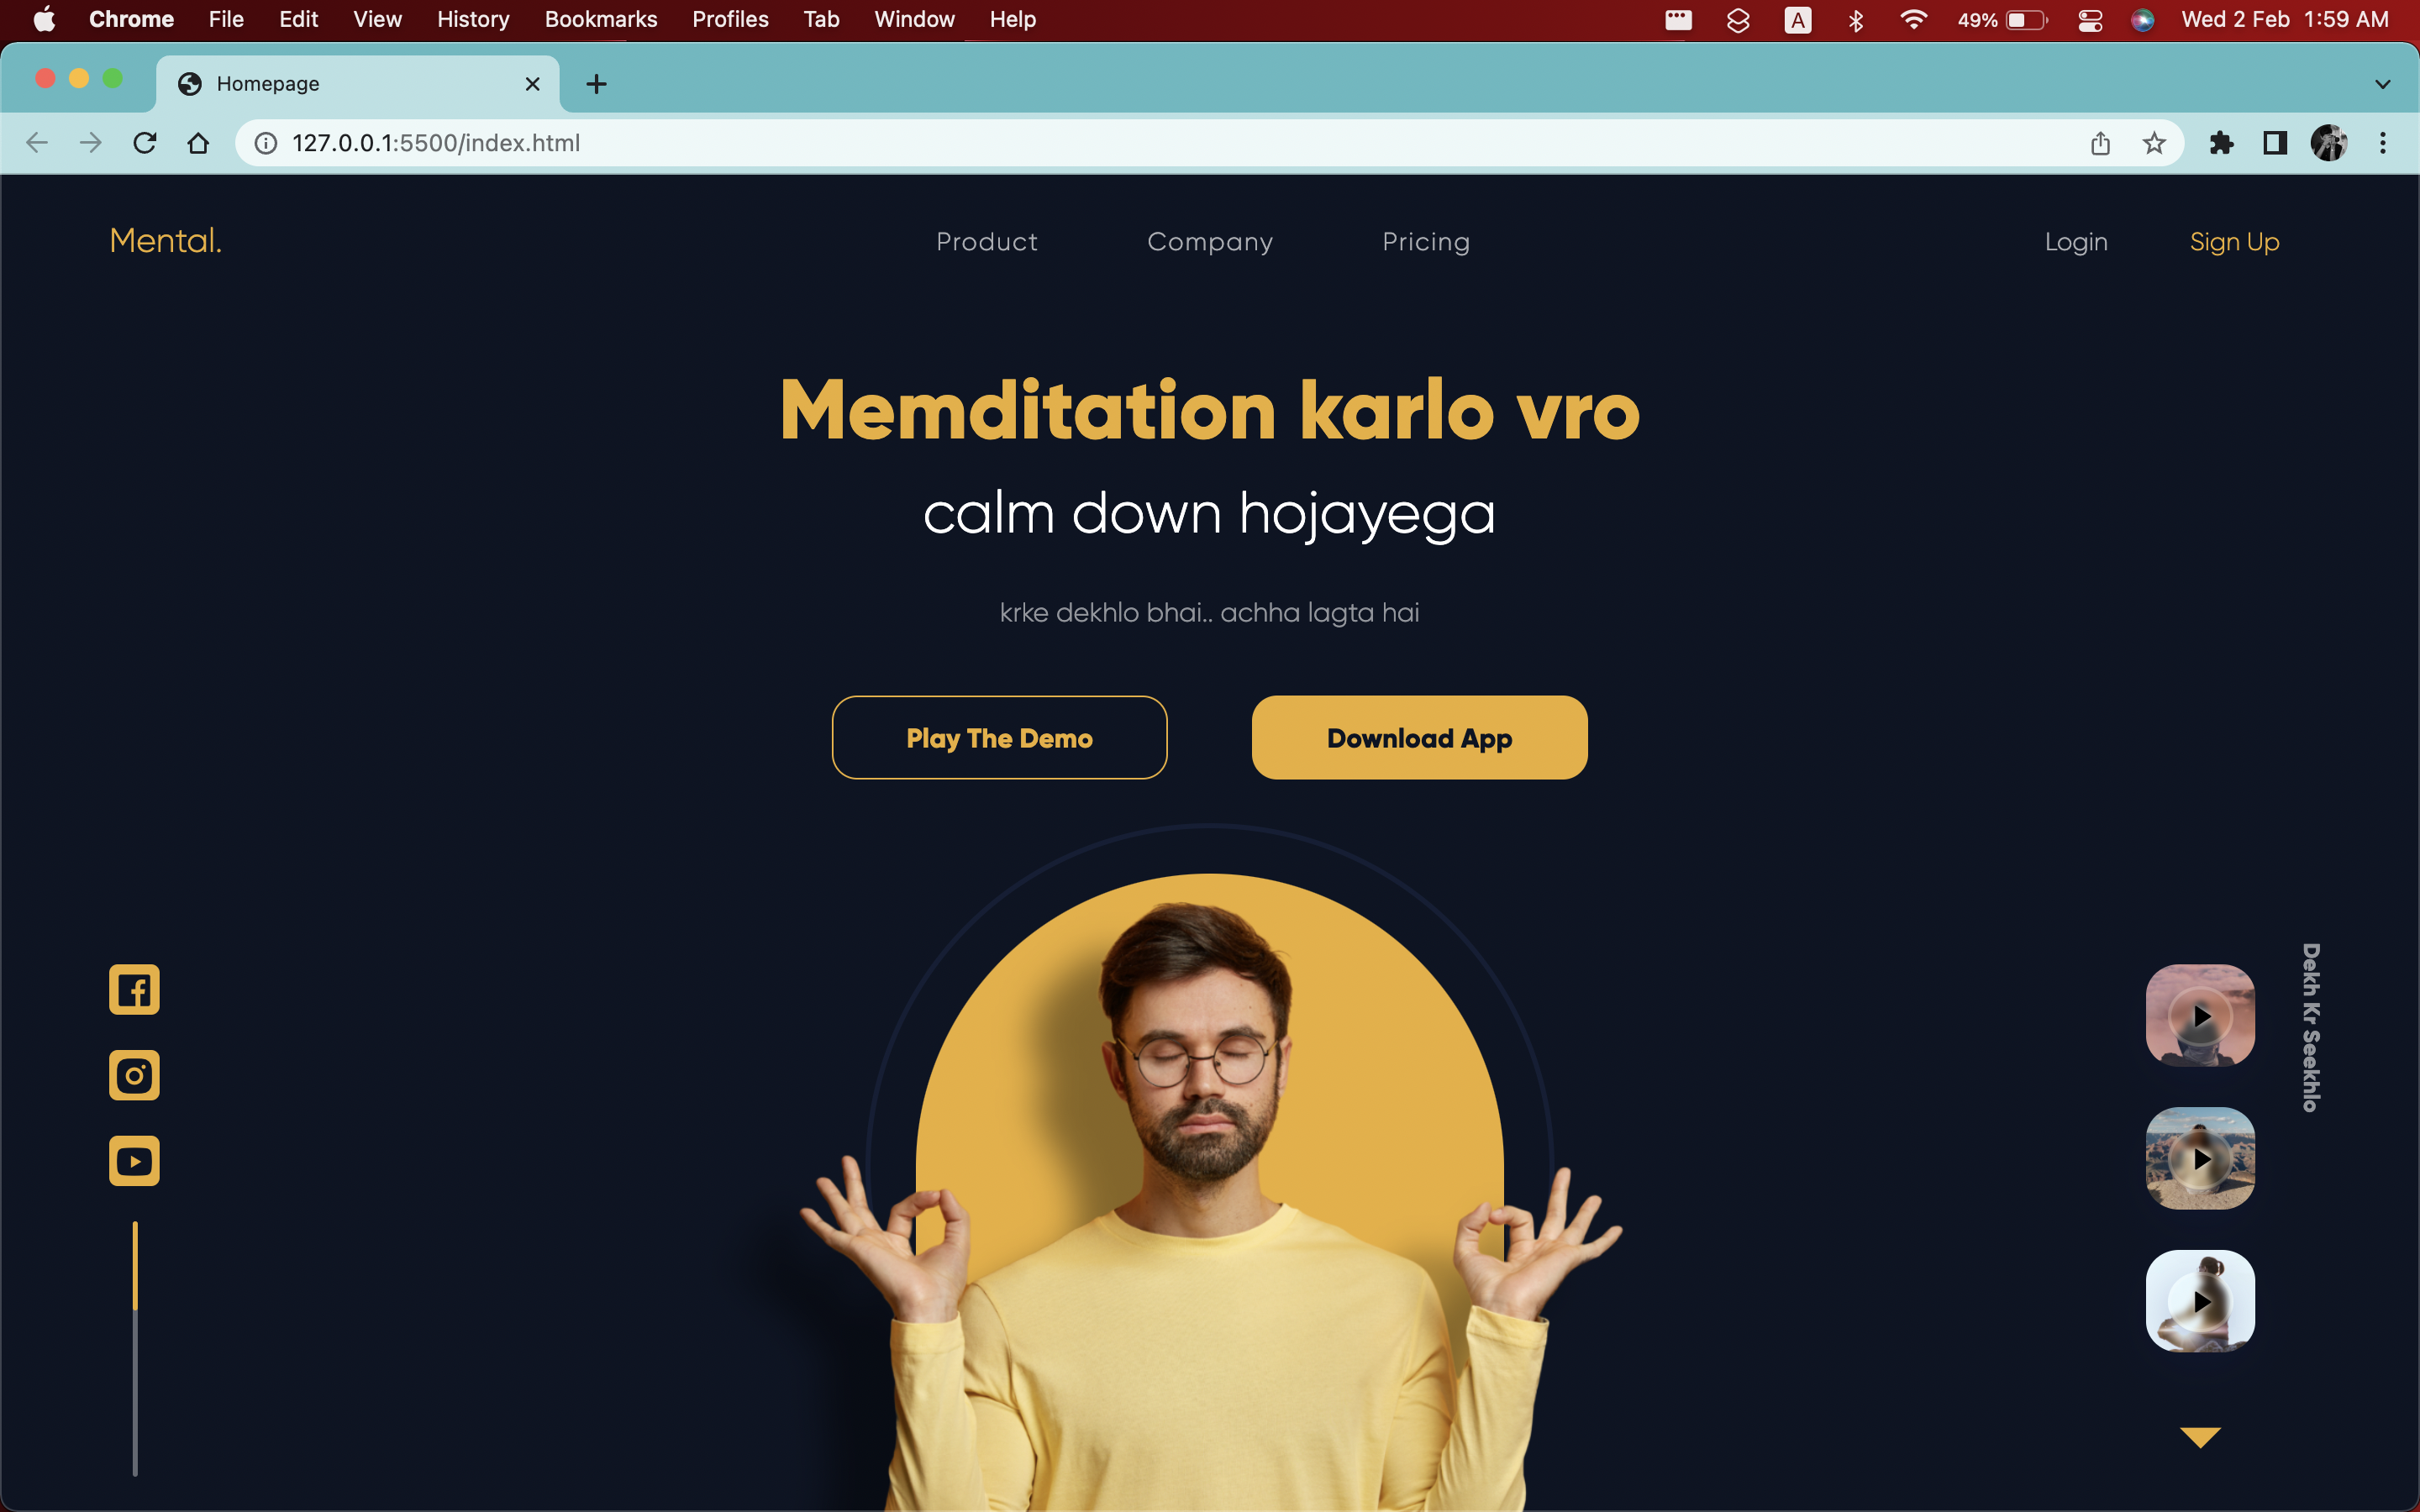 Chrome File Edit View History Bookmarks Profiles Tab Window Help A 49% Wed 2 Feb 1:59 AM
Homepage
127.0.0.1:5500/index.html
Mental. Product Company Pricing Login Sign Up
Memditation karlo vro
calm down hojayega
krke dekhlo bhai.. achha lagta hai
Play The Demo Download App
Dekh Kr Seekhlo